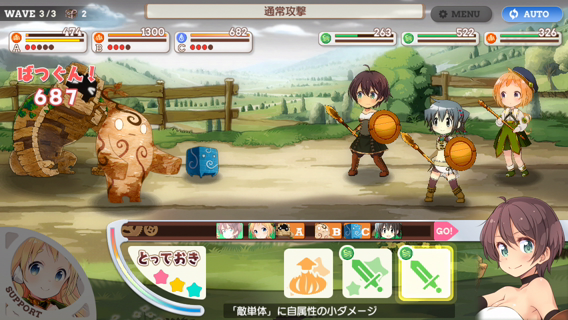 WAVE 3/3 2
通常攻撃
MENU
AUTO
A 474
B 1300
C 682
263
522
326
ばつぐん!
687
A B C GO!
とっておき
SUPPORT
「敵単体」に自属性の小ダメージ